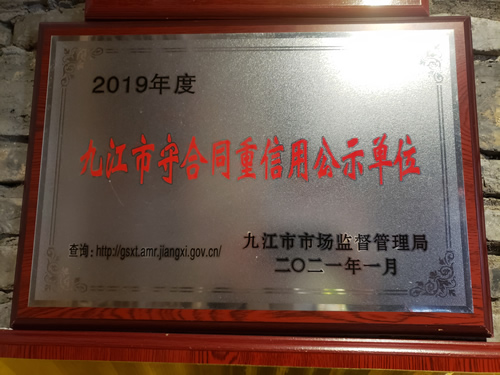 2019年度
九江市守合同重信用公示单位
查询:http://gsxt.amr.jiangxi.gov.cn/
九江市市场监督管理局
二〇二一年一月